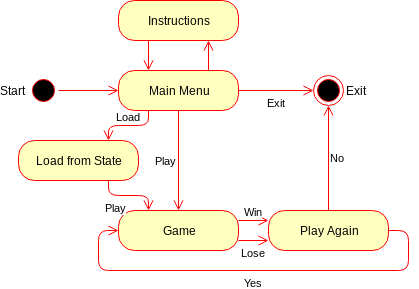 Instructions
Start
Main Menu
Exit
Exit
Load
Load from State
Play
No
Play
Win
Game
Play Again
Lose
Yes